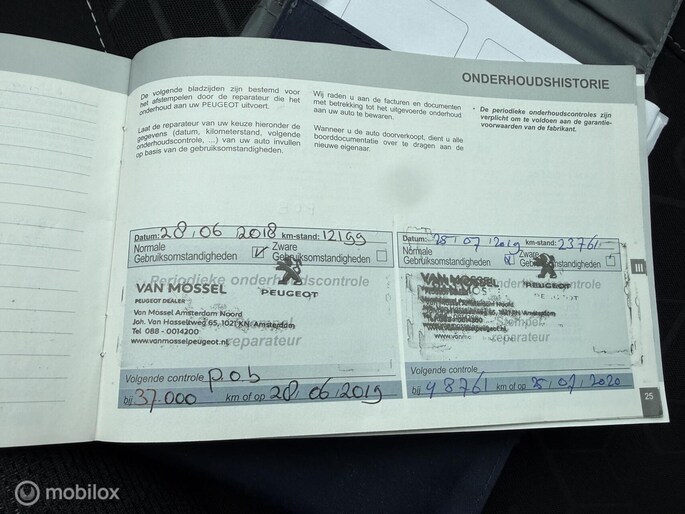 ONDERHOUDSHISTORIE
De volgende bladzijden zijn bestemd voor
het afstempelen door de reparateur die het
onderhoud aan uw PEUGEOT uitvoert.
Laat de reparateur van uw keuze hieronder de
gegevens (datum, kilometerstand, volgende
onderhoudscontrole, ...) van uw auto invullen
op basis van de gebruiksomstandigheden.
Wij raden u aan de facturen en documenten
met betrekking tot het uitgevoerde onderhoud
aan uw auto te bewaren.
Wanneer u de auto doorverkoopt, dient u alle
boorddocumentatie over te dragen aan de
nieuwe eigenaar.
• De periodieke onderhoudscontroles zijn
verplicht om te voldoen aan de garantie-
voorwaarden van de fabrikant.
Datum: 28.06.2018 km-stand: 12199
Normale Zware
Gebruiksomstandigheden Gebruiksomstandigheden
Periodieke onderhoudscontrole
VAN MOSSEL PEUGEOT
PEUGEOT DEALER
Van Mossel Amsterdam Noord
Joh. Van Hasseltweg 65, 1021 KN Amsterdam
Tel 088 - 0014200
www.vanmosselpeugeot.nl
Stempel
reparateur
Volgende controle p.o.b
bij 37.000 km of op 28.06.2019
Datum: 25.07.2019 km-stand: 23761
Normale Zware
Gebruiksomstandigheden Gebruiksomstandigheden
VAN MOSSEL PEUGEOT
Stempel
reparateur
Volgende controle
bij 48761 km of op 25.07.2020
III
25
mobilox